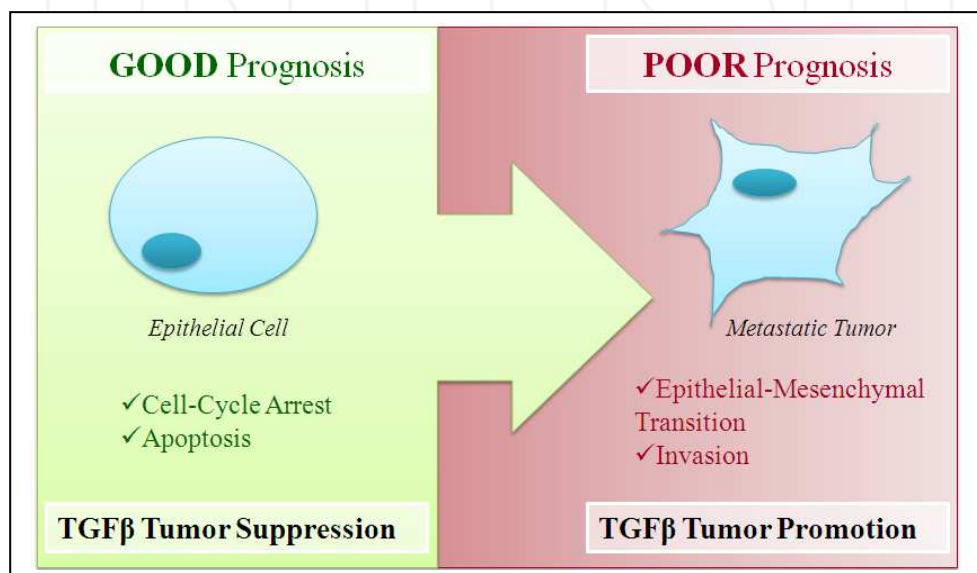 GOOD Prognosis
Epithelial Cell
✓Cell-Cycle Arrest
✓Apoptosis
TGFβ Tumor Suppression
POOR Prognosis
Metastatic Tumor
✓Epithelial-Mesenchymal
Transition
✓Invasion
TGFβ Tumor Promotion